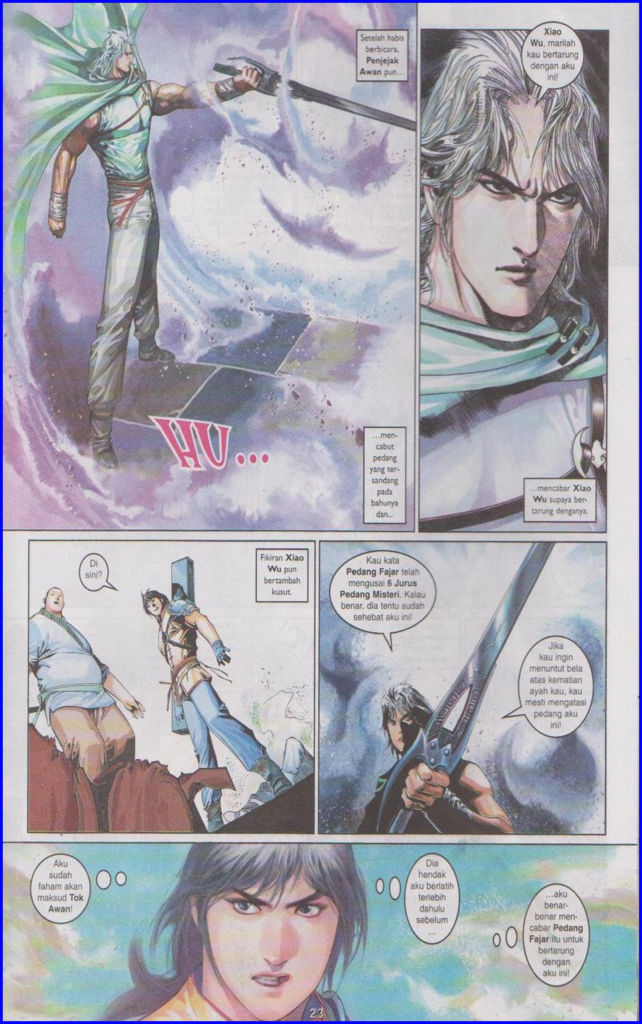 Setelah habis
berbicara,
Penjejak
Awan pun...
Xiao
Wu, marilah
kau bertarung
dengan aku
ini!
HU...
...men-
cabut
pedang
yang ter-
sandang
pada
bahunya
dan...
...mencabar Xiao
Wu supaya ber-
tarung denganya.
Di
sini?
Fikiran Xiao
Wu pun
bertambah
kusut.
Kau kata
Pedang Fajar telah
mengusai 6 Jurus
Pedang Misteri. Kalau
benar, dia tentu sudah
sehebat aku ini!
Jika
kau ingin
menuntut bela
atas kematian
ayah kau, kau
mesti mengatasi
pedang aku
ini!
Aku
sudah
faham akan
maksud Tok
Awan!
Dia
hendak
aku berlatih
terlebih
dahulu
sebelum
...
...aku
benar-
benar men-
cabar Pedang
Fajar itu untuk
bertarung
dengan
aku ini!
23